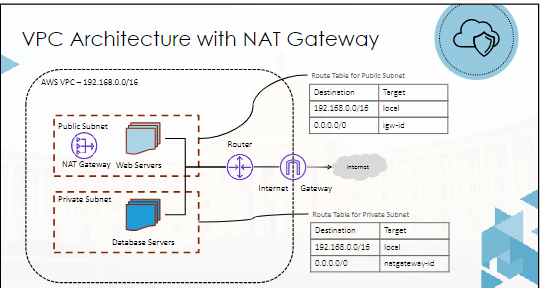 VPC Architecture with NAT Gateway
AWS VPC – 192.168.0.0/16
Route Table for Public Subnet
Destination Target
192.168.0.0/16 local
0.0.0.0/0 igw-id
Public Subnet
NAT Gateway Web Servers
Router
Internet Gateway
Internet
Private Subnet
Database Servers
Route Table for Private Subnet
Destination Target
192.168.0.0/16 local
0.0.0.0/0 natgateway-id